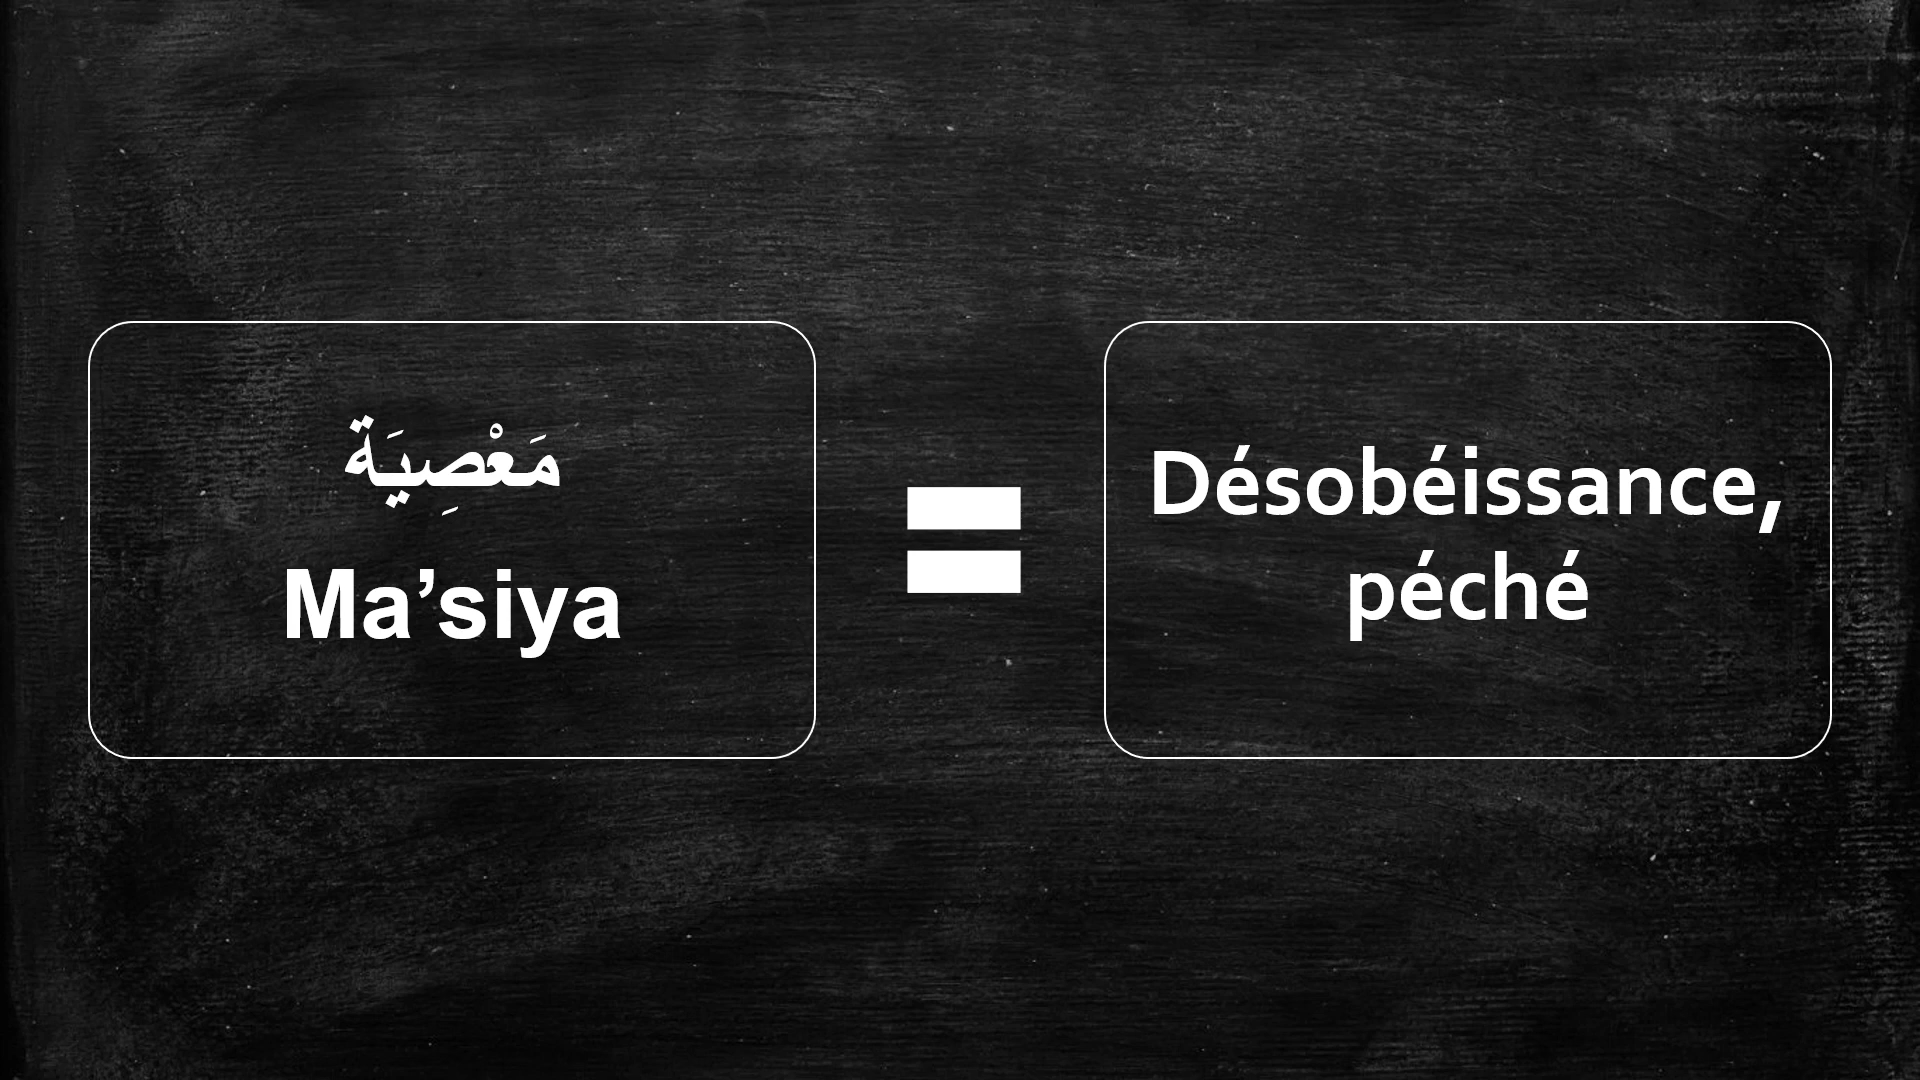 مَعْصِيَة
Ma’siya
=
Désobéissance,
péché